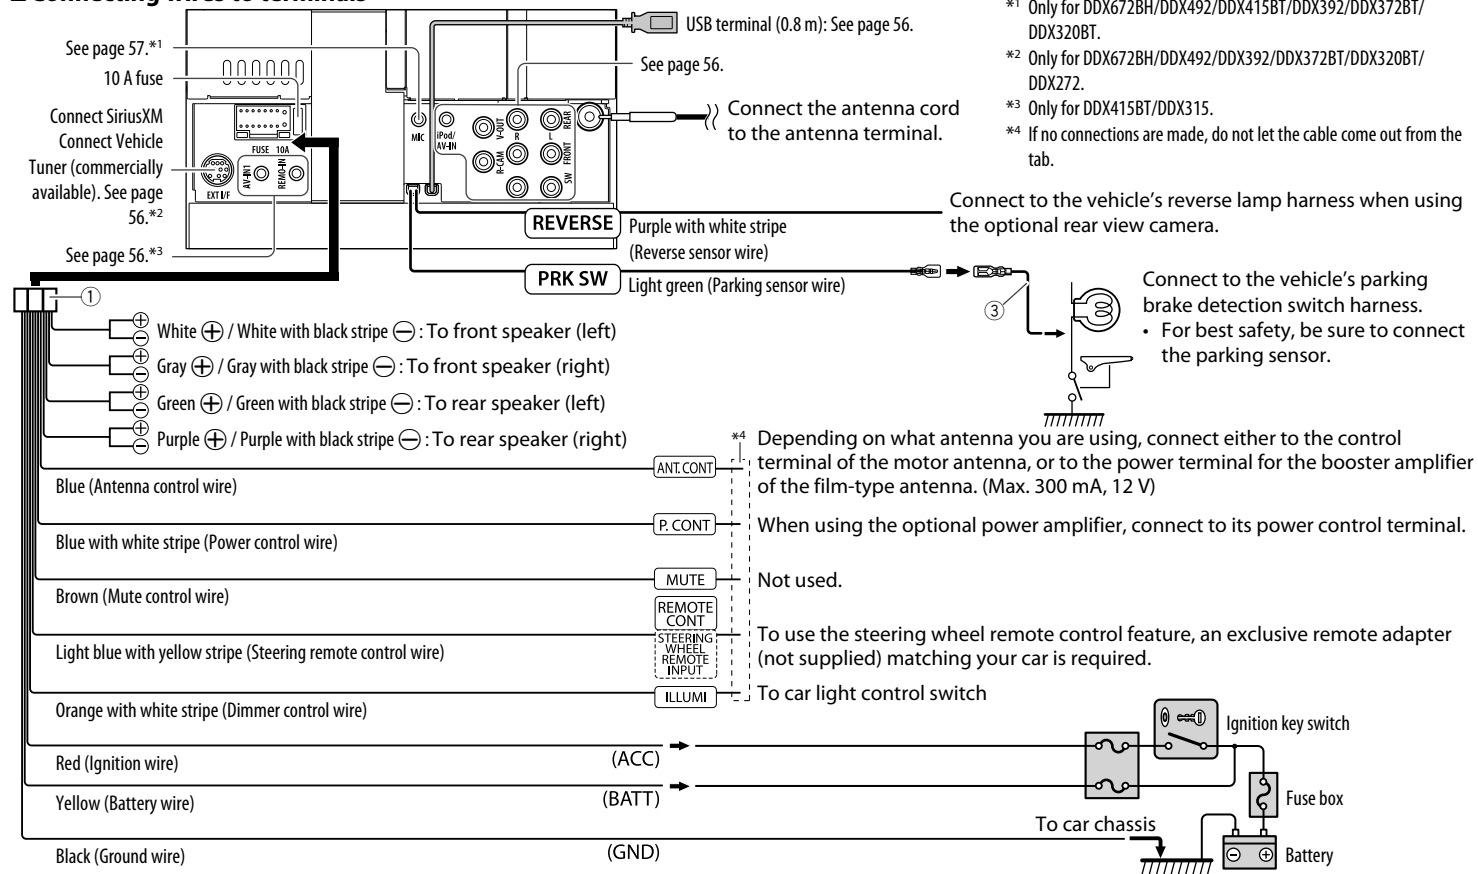 ■ Connecting wires to terminals
See page 57.*1
10 A fuse
Connect SiriusXM
Connect Vehicle
Tuner (commercially
available). See page
56.*2
See page 56.*3
USB terminal (0.8 m): See page 56.
See page 56.
Connect the antenna cord
to the antenna terminal.
*1 Only for DDX672BH/DDX492/DDX415BT/DDX392/DDX372BT/
DDX320BT.
*2 Only for DDX672BH/DDX492/DDX392/DDX372BT/DDX320BT/
DDX272.
*3 Only for DDX415BT/DDX315.
*4 If no connections are made, do not let the cable come out from the
tab.
FUSE 10A
EXT I/F
AV-IN1
REMO-IN
MIC
iPod/
AV-IN
V-OUT
R-CAM
R
L
REAR
FRONT
SW
REVERSE
Purple with white stripe
(Reverse sensor wire)
Connect to the vehicle's reverse lamp harness when using
the optional rear view camera.
PRK SW
Light green (Parking sensor wire)
③
Connect to the vehicle's parking
brake detection switch harness.
• For best safety, be sure to connect
the parking sensor.
①
⊕
⊖
White ⊕ / White with black stripe ⊖ : To front speaker (left)
⊕
⊖
Gray ⊕ / Gray with black stripe ⊖ : To front speaker (right)
⊕
⊖
Green ⊕ / Green with black stripe ⊖ : To rear speaker (left)
⊕
⊖
Purple ⊕ / Purple with black stripe ⊖ : To rear speaker (right)
*4
Blue (Antenna control wire)
ANT. CONT
Depending on what antenna you are using, connect either to the control
terminal of the motor antenna, or to the power terminal for the booster amplifier
of the film-type antenna. (Max. 300 mA, 12 V)
Blue with white stripe (Power control wire)
P. CONT
When using the optional power amplifier, connect to its power control terminal.
Brown (Mute control wire)
MUTE
Not used.
Light blue with yellow stripe (Steering remote control wire)
REMOTE
CONT
STEERING
WHEEL
REMOTE
INPUT
To use the steering wheel remote control feature, an exclusive remote adapter
(not supplied) matching your car is required.
Orange with white stripe (Dimmer control wire)
ILLUMI
To car light control switch
Red (Ignition wire)
(ACC)
Ignition key switch
Yellow (Battery wire)
(BATT)
Fuse box
Black (Ground wire)
(GND)
To car chassis
⊖
⊕
Battery